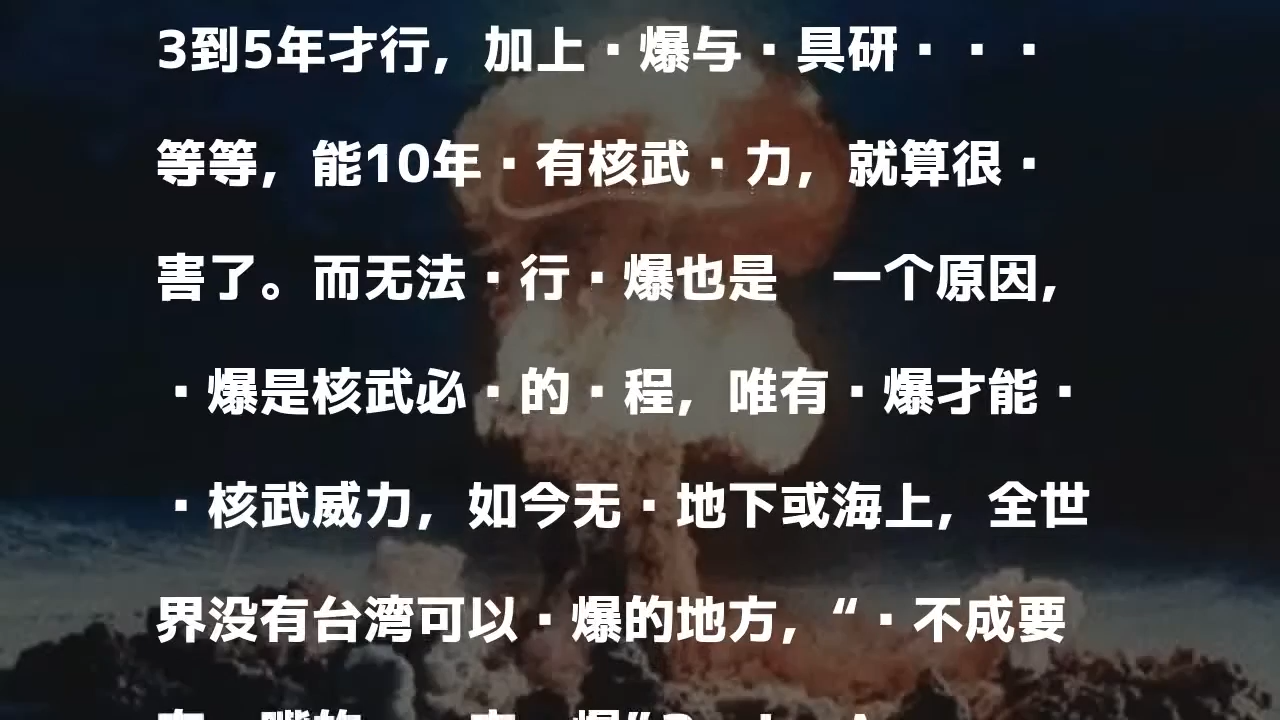 3到5年才行，加上·爆与·具研···
等等，能10年·有核武·力，就算很·
害了。而无法·行·爆也是　一个原因，
·爆是核武必·的·程，唯有·爆才能·
·核武威力，如今无·地下或海上，全世
界没有台湾可以·爆的地方，“·不成要